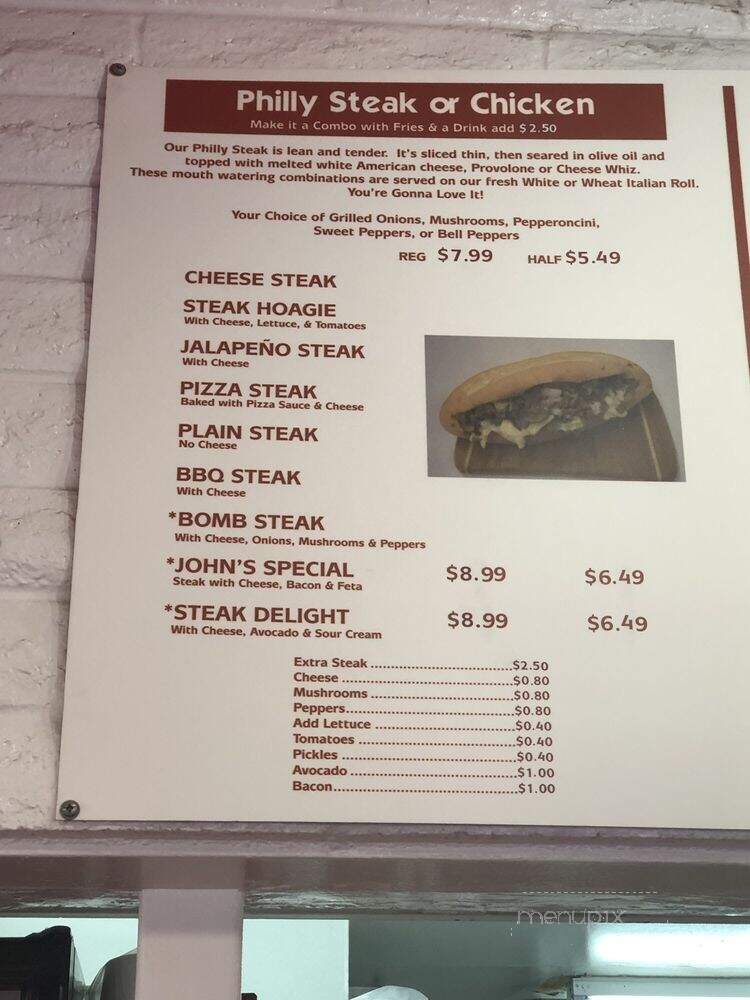 Philly Steak or Chicken
Make it a Combo with Fries & a Drink add $2.50
Our Philly Steak is lean and tender. It's sliced thin, then seared in olive oil and
topped with melted white American cheese, Provolone or Cheese Whiz.
These mouth watering combinations are served on our fresh White or Wheat Italian Roll.
You're Gonna Love It!
Your Choice of Grilled Onions, Mushrooms, Pepperoncini,
Sweet Peppers, or Bell Peppers
REG $7.99 HALF $5.49
CHEESE STEAK
STEAK HOAGIE
With Cheese, Lettuce, & Tomatoes
JALAPEÑO STEAK
With Cheese
PIZZA STEAK
Baked with Pizza Sauce & Cheese
PLAIN STEAK
No Cheese
BBQ STEAK
With Cheese
*BOMB STEAK
With Cheese, Onions, Mushrooms & Peppers
*JOHN'S SPECIAL $8.99 $6.49
Steak with Cheese, Bacon & Feta
*STEAK DELIGHT $8.99 $6.49
With Cheese, Avocado & Sour Cream
Extra Steak ................................$2.50
Cheese .......................................$0.80
Mushrooms ................................$0.80
Peppers......................................$0.80
Add Lettuce ...............................$0.40
Tomatoes ...................................$0.40
Pickles .......................................$0.40
Avocado .....................................$1.00
Bacon.........................................$1.00
menupix